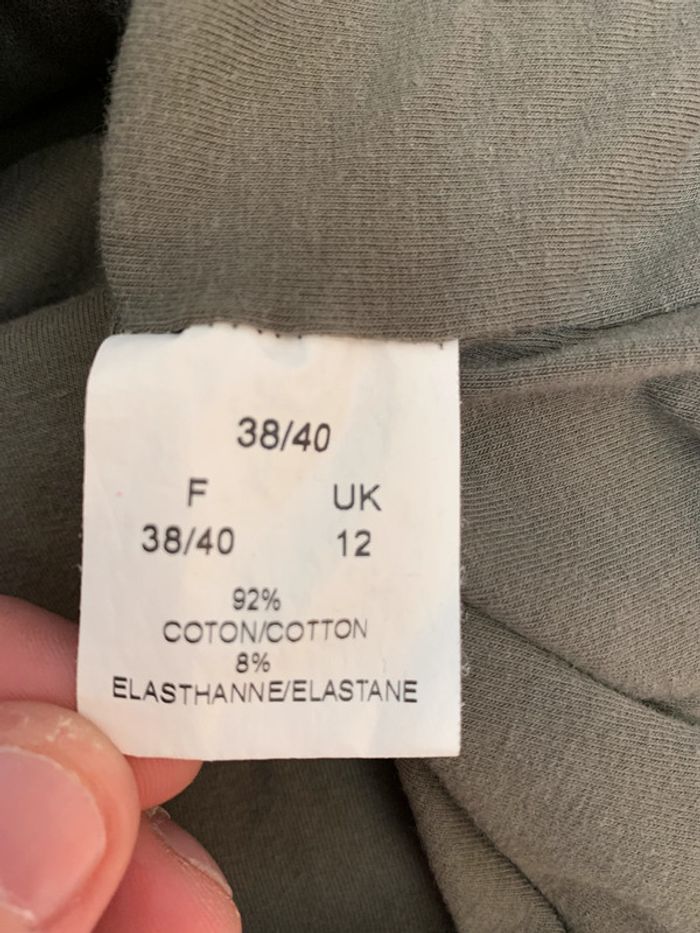 38/40
F UK
38/40 12
92%
COTON/COTTON
8%
ELASTHANNE/ELASTANE